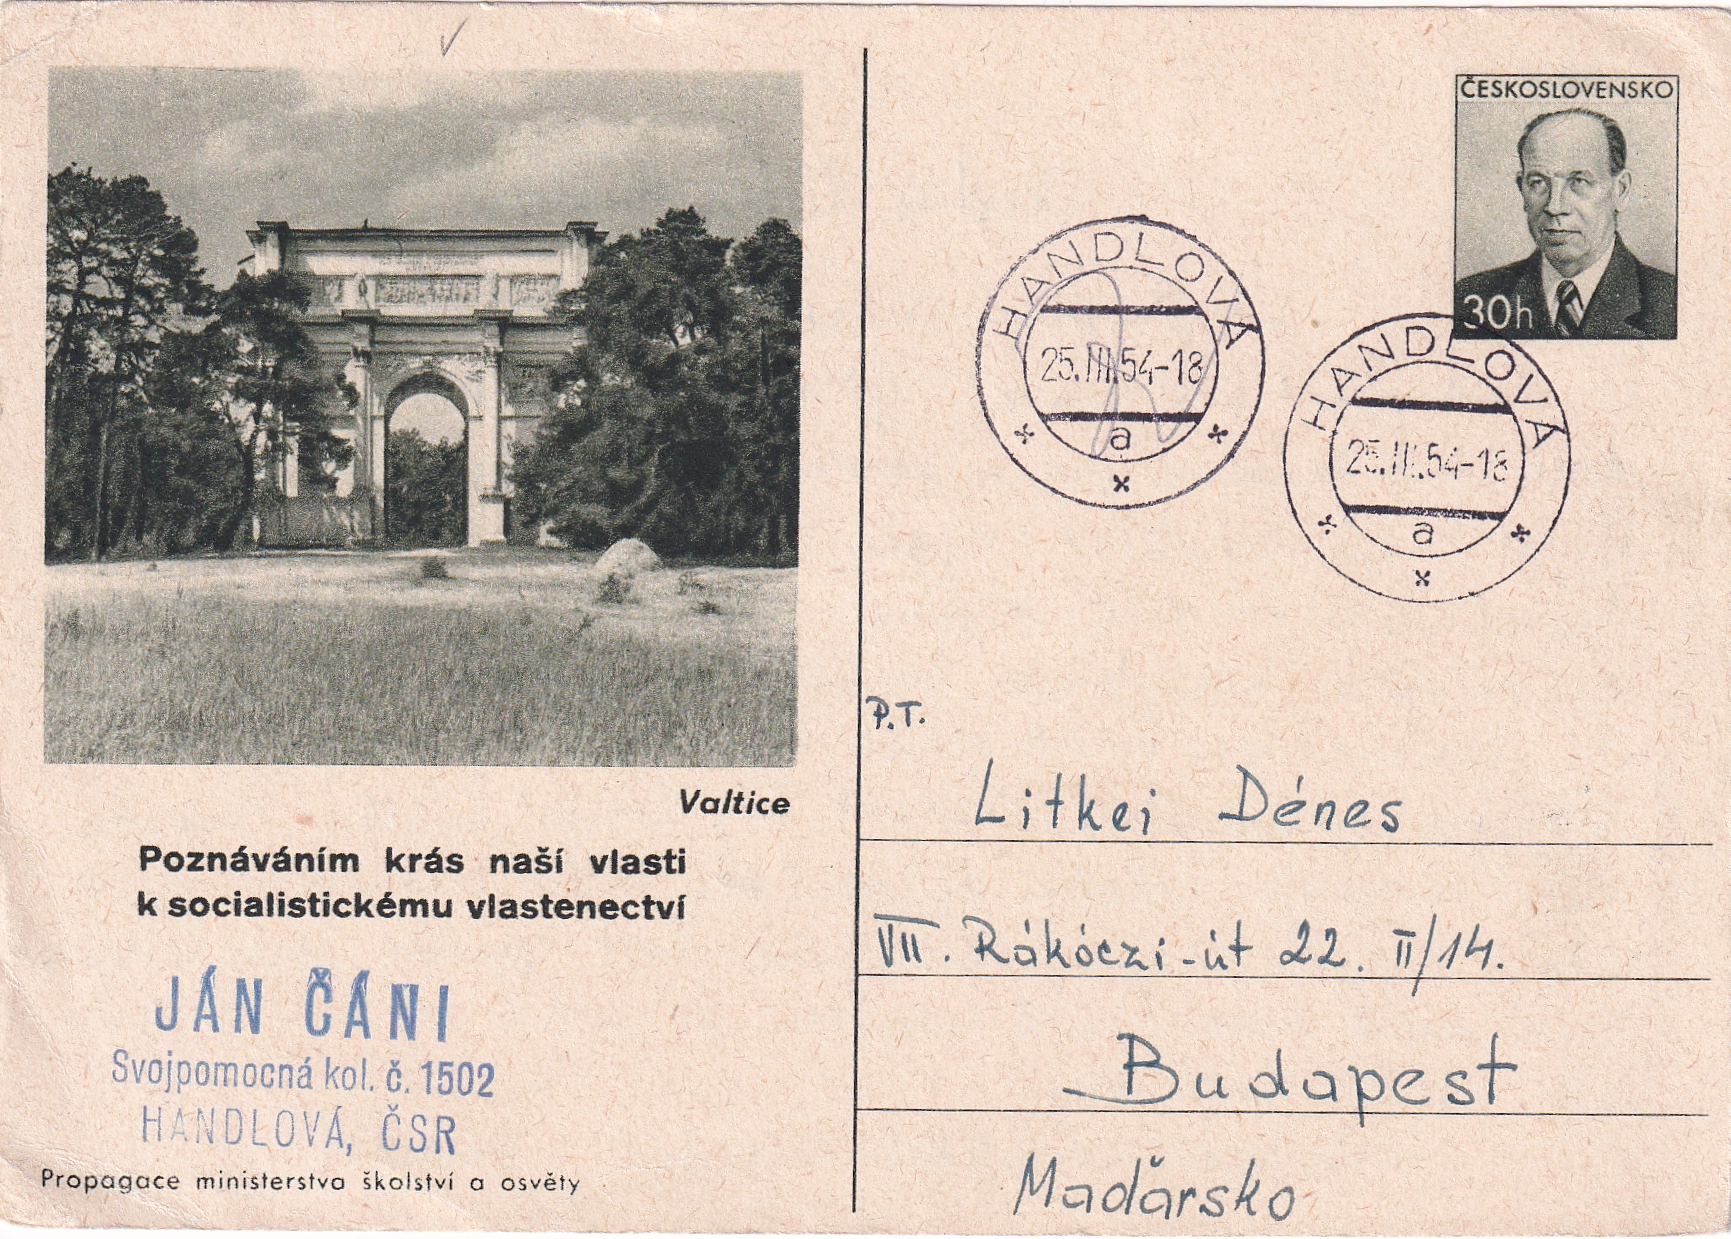 Valtice
Poznáváním krás naší vlasti
k socialistickému vlastenectví
JÁN ČÁNI
Svojpomocná kol. č. 1502
HANDLOVÁ, ČSR
Propagace ministerstva školství a osvěty
ČESKOSLOVENSKO
30h
HANDLOVÁ
25.III.54-18
a
HANDLOVÁ
25.III.54-18
a
P.T.
Litkei Dénes
VII. Rákóczi-út 22. II/14.
Budapest
Maďarsko